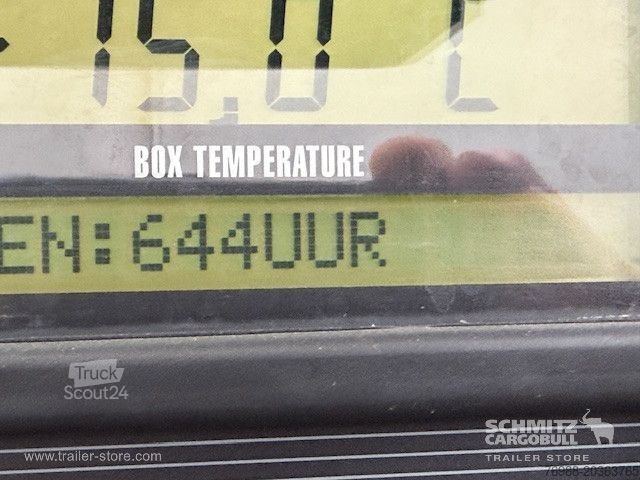 15,0 C
BOX TEMPERATURE
EN:644UUR
Truck
Scout24
SCHMITZ
CARGOBULL
TRAILER STORE
www.trailer-store.com